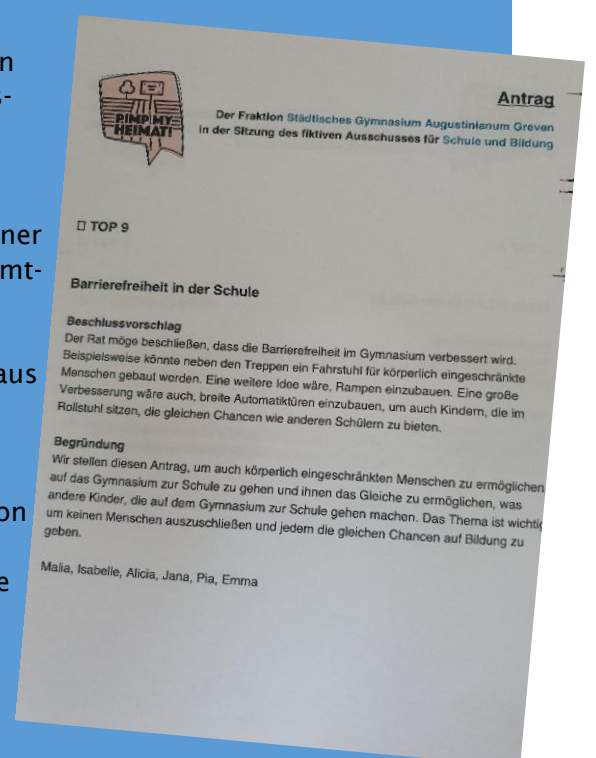 n
s-
ner
mt-
aus
on
e
PIMP MY
HEIMAT!
Antrag
Der Fraktion Städtisches Gymnasium Augustinianum Greven
in der Sitzung des fiktiven Ausschusses für Schule und Bildung
TOP 9
Barrierefreiheit in der Schule
Beschlussvorschlag
Der Rat möge beschließen, dass die Barrierefreiheit im Gymnasium verbessert wird.
Beispielsweise könnte neben den Treppen ein Fahrstuhl für körperlich eingeschränkte
Menschen gebaut werden. Eine weitere Idee wäre, Rampen einzubauen. Eine große
Verbesserung wäre auch, breite Automatiktüren einzubauen, um auch Kindern, die im
Rollstuhl sitzen, die gleichen Chancen wie anderen Schülern zu bieten.
Begründung
Wir stellen diesen Antrag, um auch körperlich eingeschränkten Menschen zu ermöglichen
auf das Gymnasium zur Schule zu gehen und ihnen das Gleiche zu ermöglichen, was
andere Kinder, die auf dem Gymnasium zur Schule gehen machen. Das Thema ist wichtig
um keinen Menschen auszuschließen und jedem die gleichen Chancen auf Bildung zu
geben.
Malia, Isabelle, Alicia, Jana, Pia, Emma